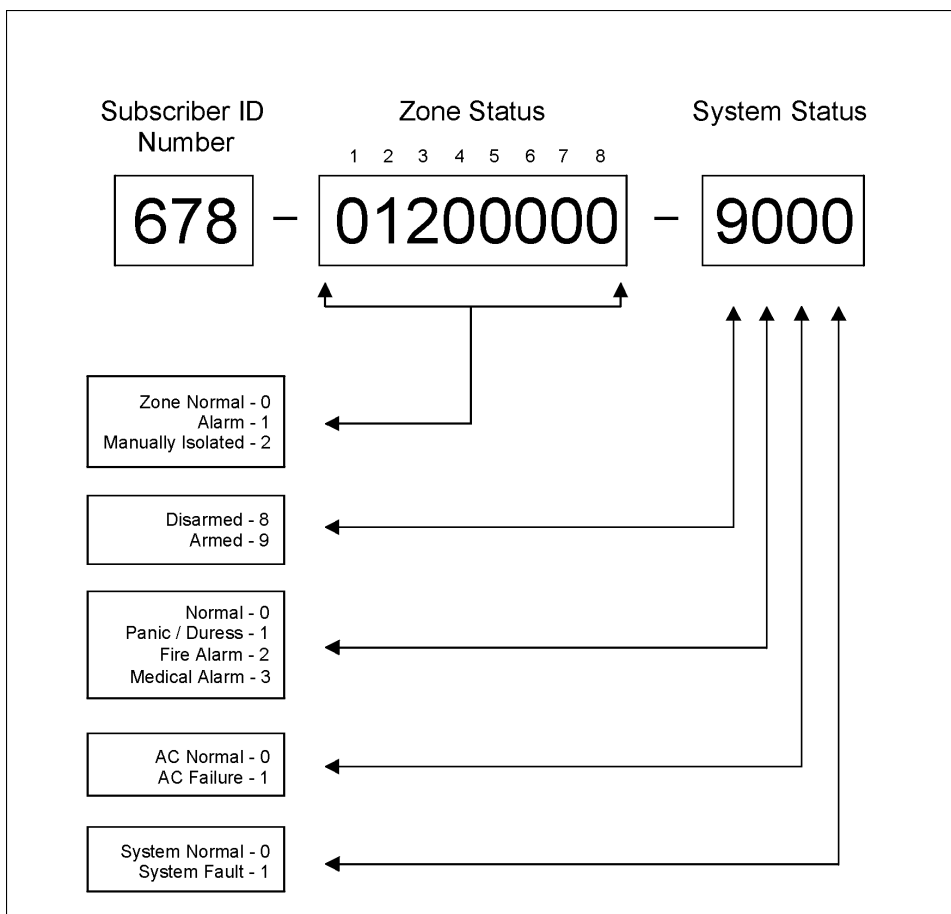 Subscriber ID
Number
Zone Status
System Status
1 2 3 4 5 6 7 8
678 - 01200000 - 9000
Zone Normal - 0
Alarm - 1
Manually Isolated - 2
Disarmed - 8
Armed - 9
Normal - 0
Panic / Duress - 1
Fire Alarm - 2
Medical Alarm - 3
AC Normal - 0
AC Failure - 1
System Normal - 0
System Fault - 1